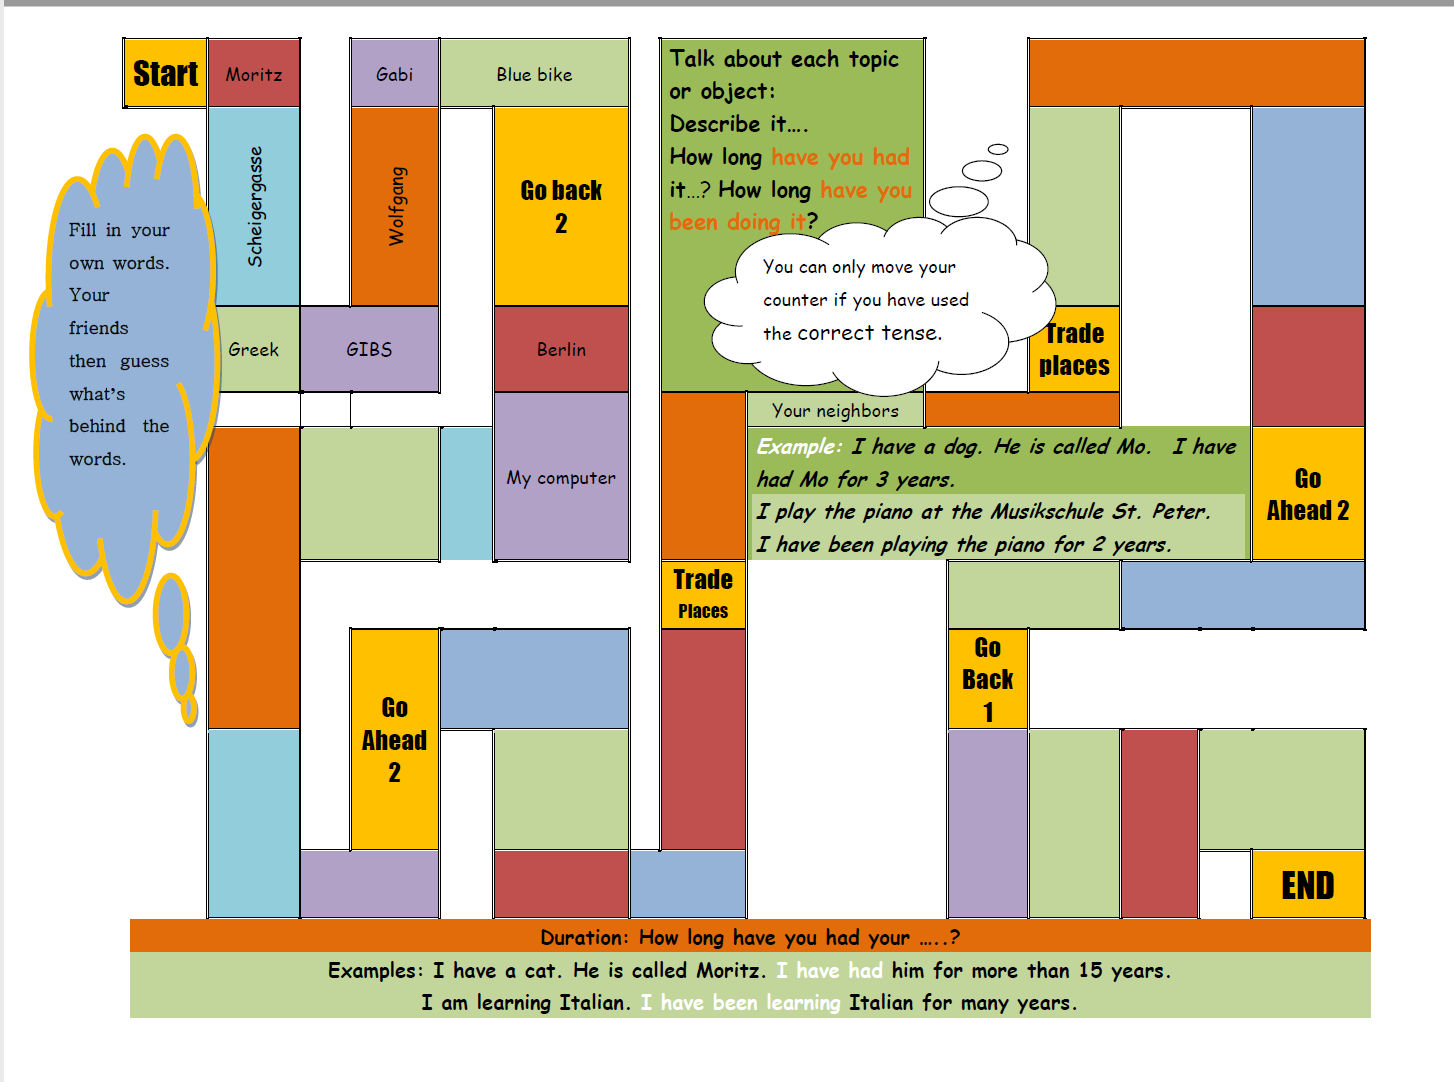 Start
Moritz
Gabi
Blue bike
Scheigergasse
Wolfgang
Go back
2
Greek
GIBS
Berlin
My computer
Fill in your
own words.
Your
friends
then guess
what's
behind the
words.
Talk about each topic
or object:
Describe it….
How long have you had
it…? How long have you
been doing it?
You can only move your
counter if you have used
the correct tense.
Trade
places
Your neighbors
Example: I have a dog. He is called Mo. I have
had Mo for 3 years.
I play the piano at the Musikschule St. Peter.
I have been playing the piano for 2 years.
Go
Ahead 2
Trade
Places
Go
Back
1
Go
Ahead
2
END
Duration: How long have you had your …..?
Examples: I have a cat. He is called Moritz. I have had him for more than 15 years.
I am learning Italian. I have been learning Italian for many years.